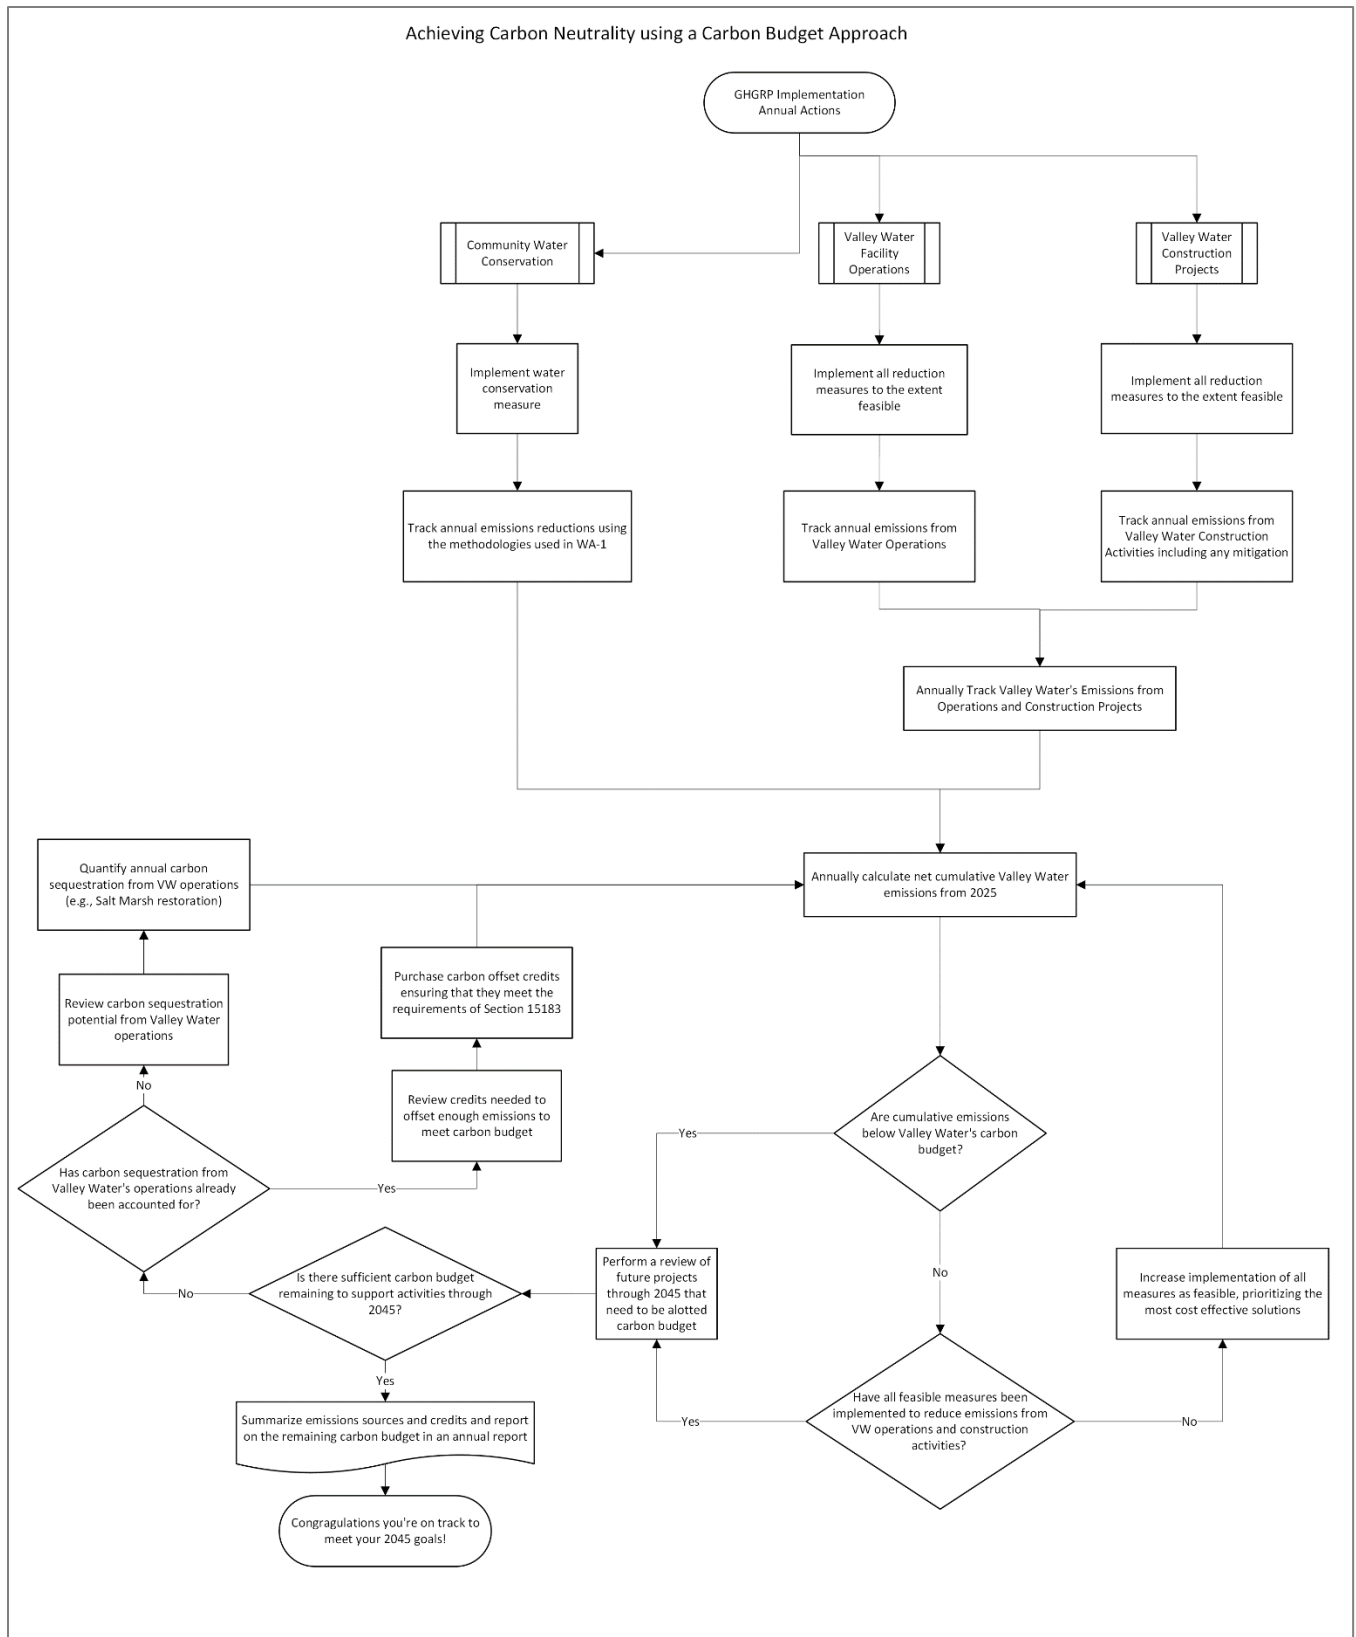 Achieving Carbon Neutrality using a Carbon Budget Approach
GHGRP Implementation
Annual Actions
Community Water
Conservation
Valley Water
Facility
Operations
Valley Water
Construction
Projects
Implement water
conservation
measure
Implement all reduction
measures to the extent
feasible
Implement all reduction
measures to the extent feasible
Track annual emissions reductions using
the methodologies used in WA-1
Track annual emissions from
Valley Water Operations
Track annual emissions from
Valley Water Construction
Activities including any mitigation
Annually Track Valley Water's Emissions from
Operations and Construction Projects
Quantify annual carbon
sequestration from VW operations
(e.g., Salt Marsh restoration)
Annually calculate net cumulative Valley Water
emissions from 2025
Purchase carbon offset credits
ensuring that they meet the
requirements of Section 15183
Review carbon sequestration
potential from Valley Water
operations
No
Review credits needed to
offset enough emissions to
meet carbon budget
Are cumulative emissions
below Valley Water's carbon
budget?
Yes
Has carbon sequestration from
Valley Water's operations already
been accounted for?
Yes
No
Perform a review of
future projects
through 2045 that
need to be alotted
carbon budget
Is there sufficient carbon budget
remaining to support activities through
2045?
No
Increase implementation of all
measures as feasible, prioritizing the
most cost effective solutions
Yes
Have all feasible measures been
implemented to reduce emissions from
VW operations and construction
activities?
Yes
No
Summarize emissions sources and credits and report
on the remaining carbon budget in an annual report
Congragulations you're on track to
meet your 2045 goals!